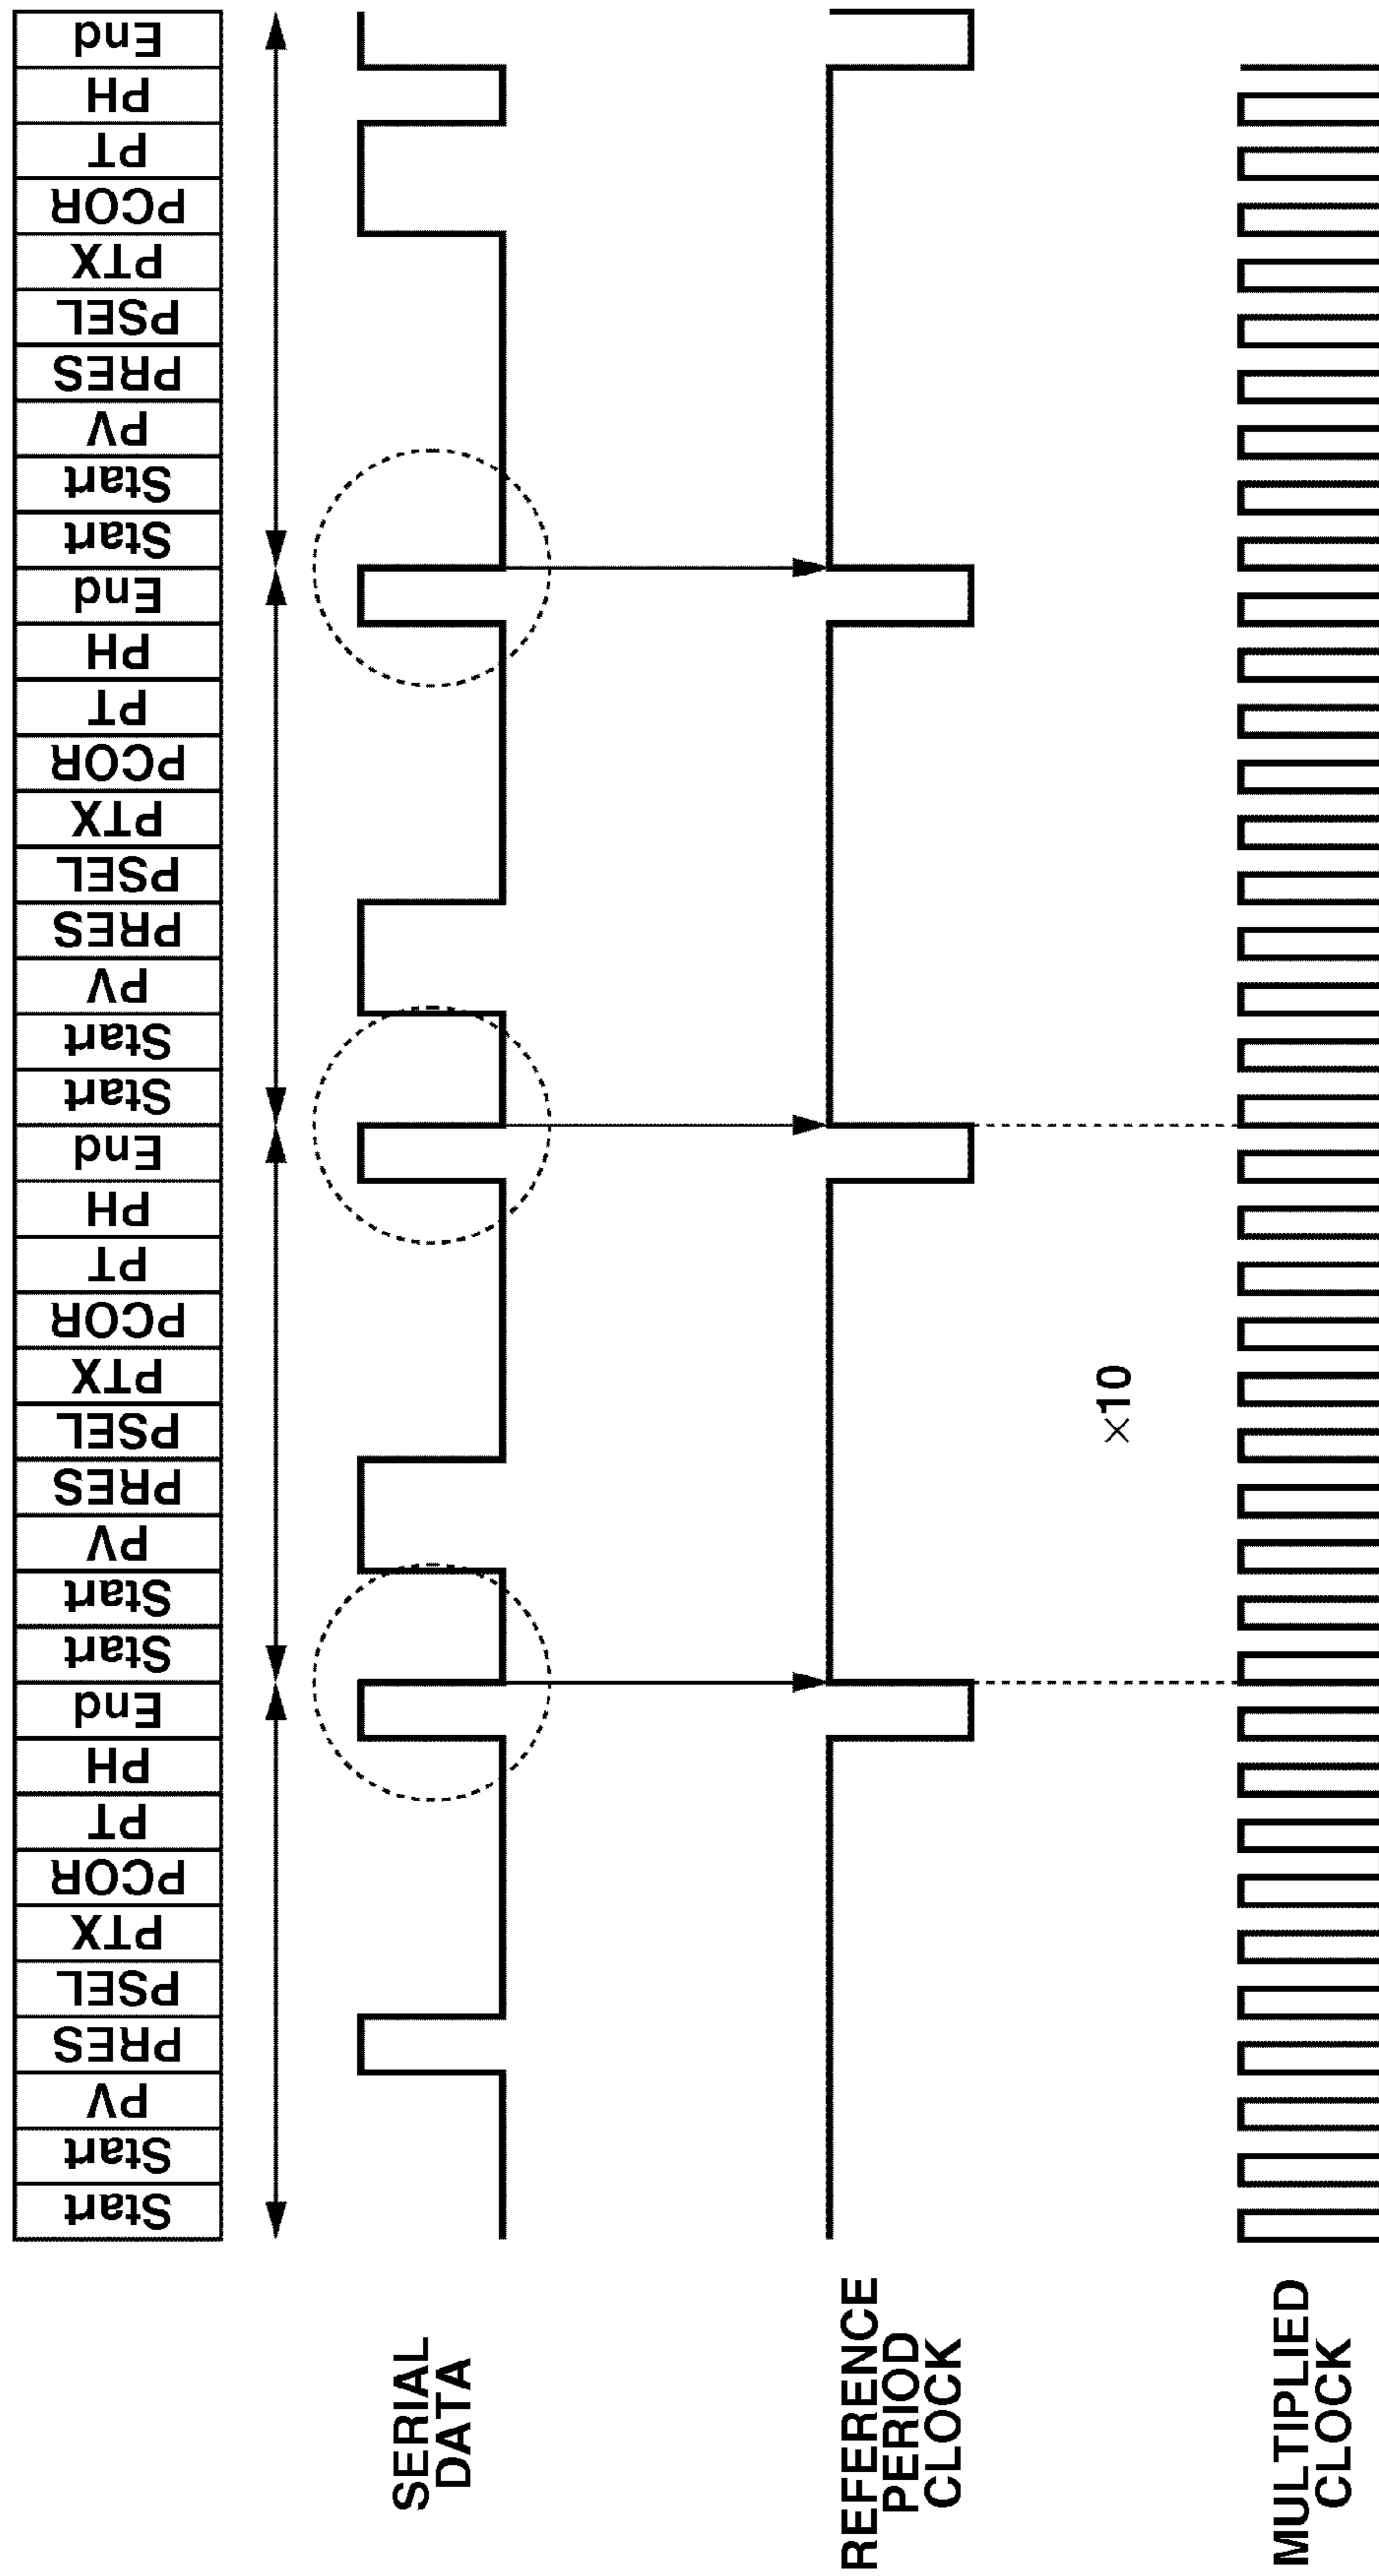 Start
Start
PV
PRES
PSEL
PTX
PCOR
PT
PH
End
Start
Start
PV
PRES
PSEL
PTX
PCOR
PT
PH
End
Start
Start
PV
PRES
PSEL
PTX
PCOR
PT
PH
End
Start
Start
PV
PRES
PSEL
PTX
PCOR
PT
PH
End
SERIAL
DATA
REFERENCE
PERIOD
CLOCK
×10
MULTIPLIED
CLOCK